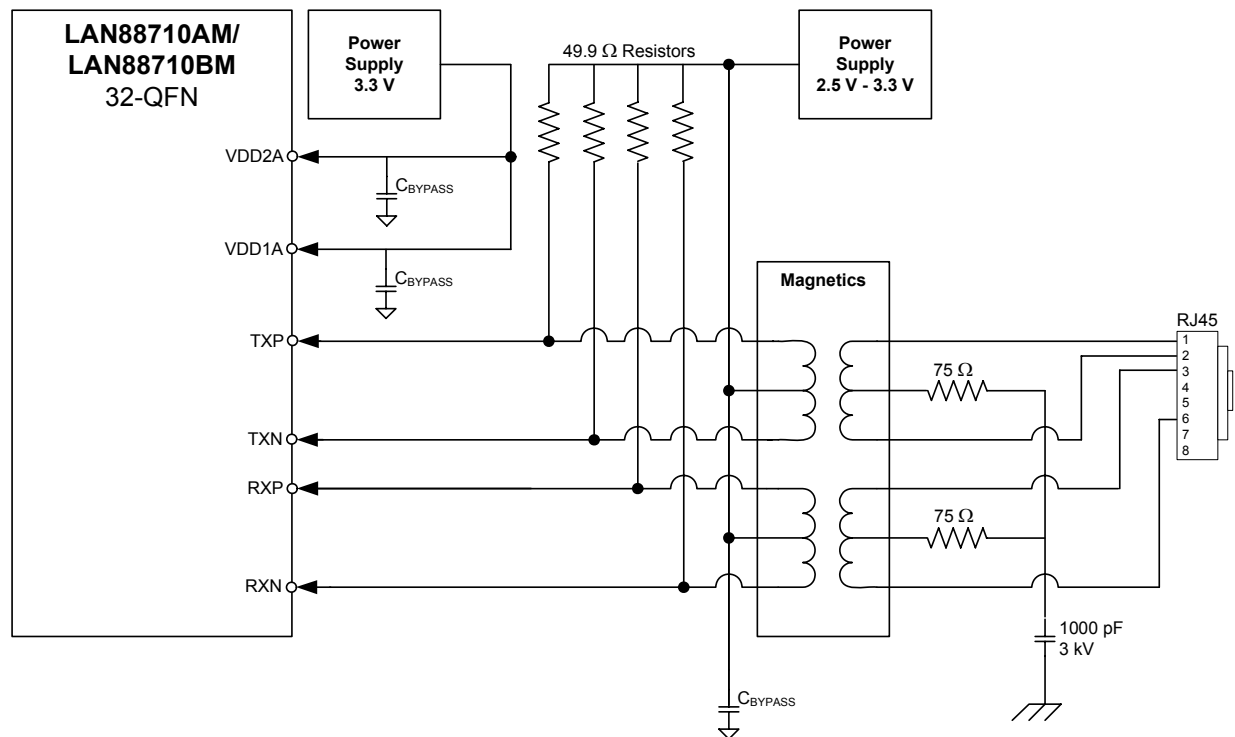 LAN88710AM/
LAN88710BM
32-QFN
Power
Supply
3.3 V
49.9 Ω Resistors
Power
Supply
2.5 V - 3.3 V
VDD2A
CBYPASS
VDD1A
CBYPASS
Magnetics
TXP
TXN
RXP
RXN
75 Ω
75 Ω
RJ45
1
2
3
4
5
6
7
8
1000 pF
3 kV
CBYPASS